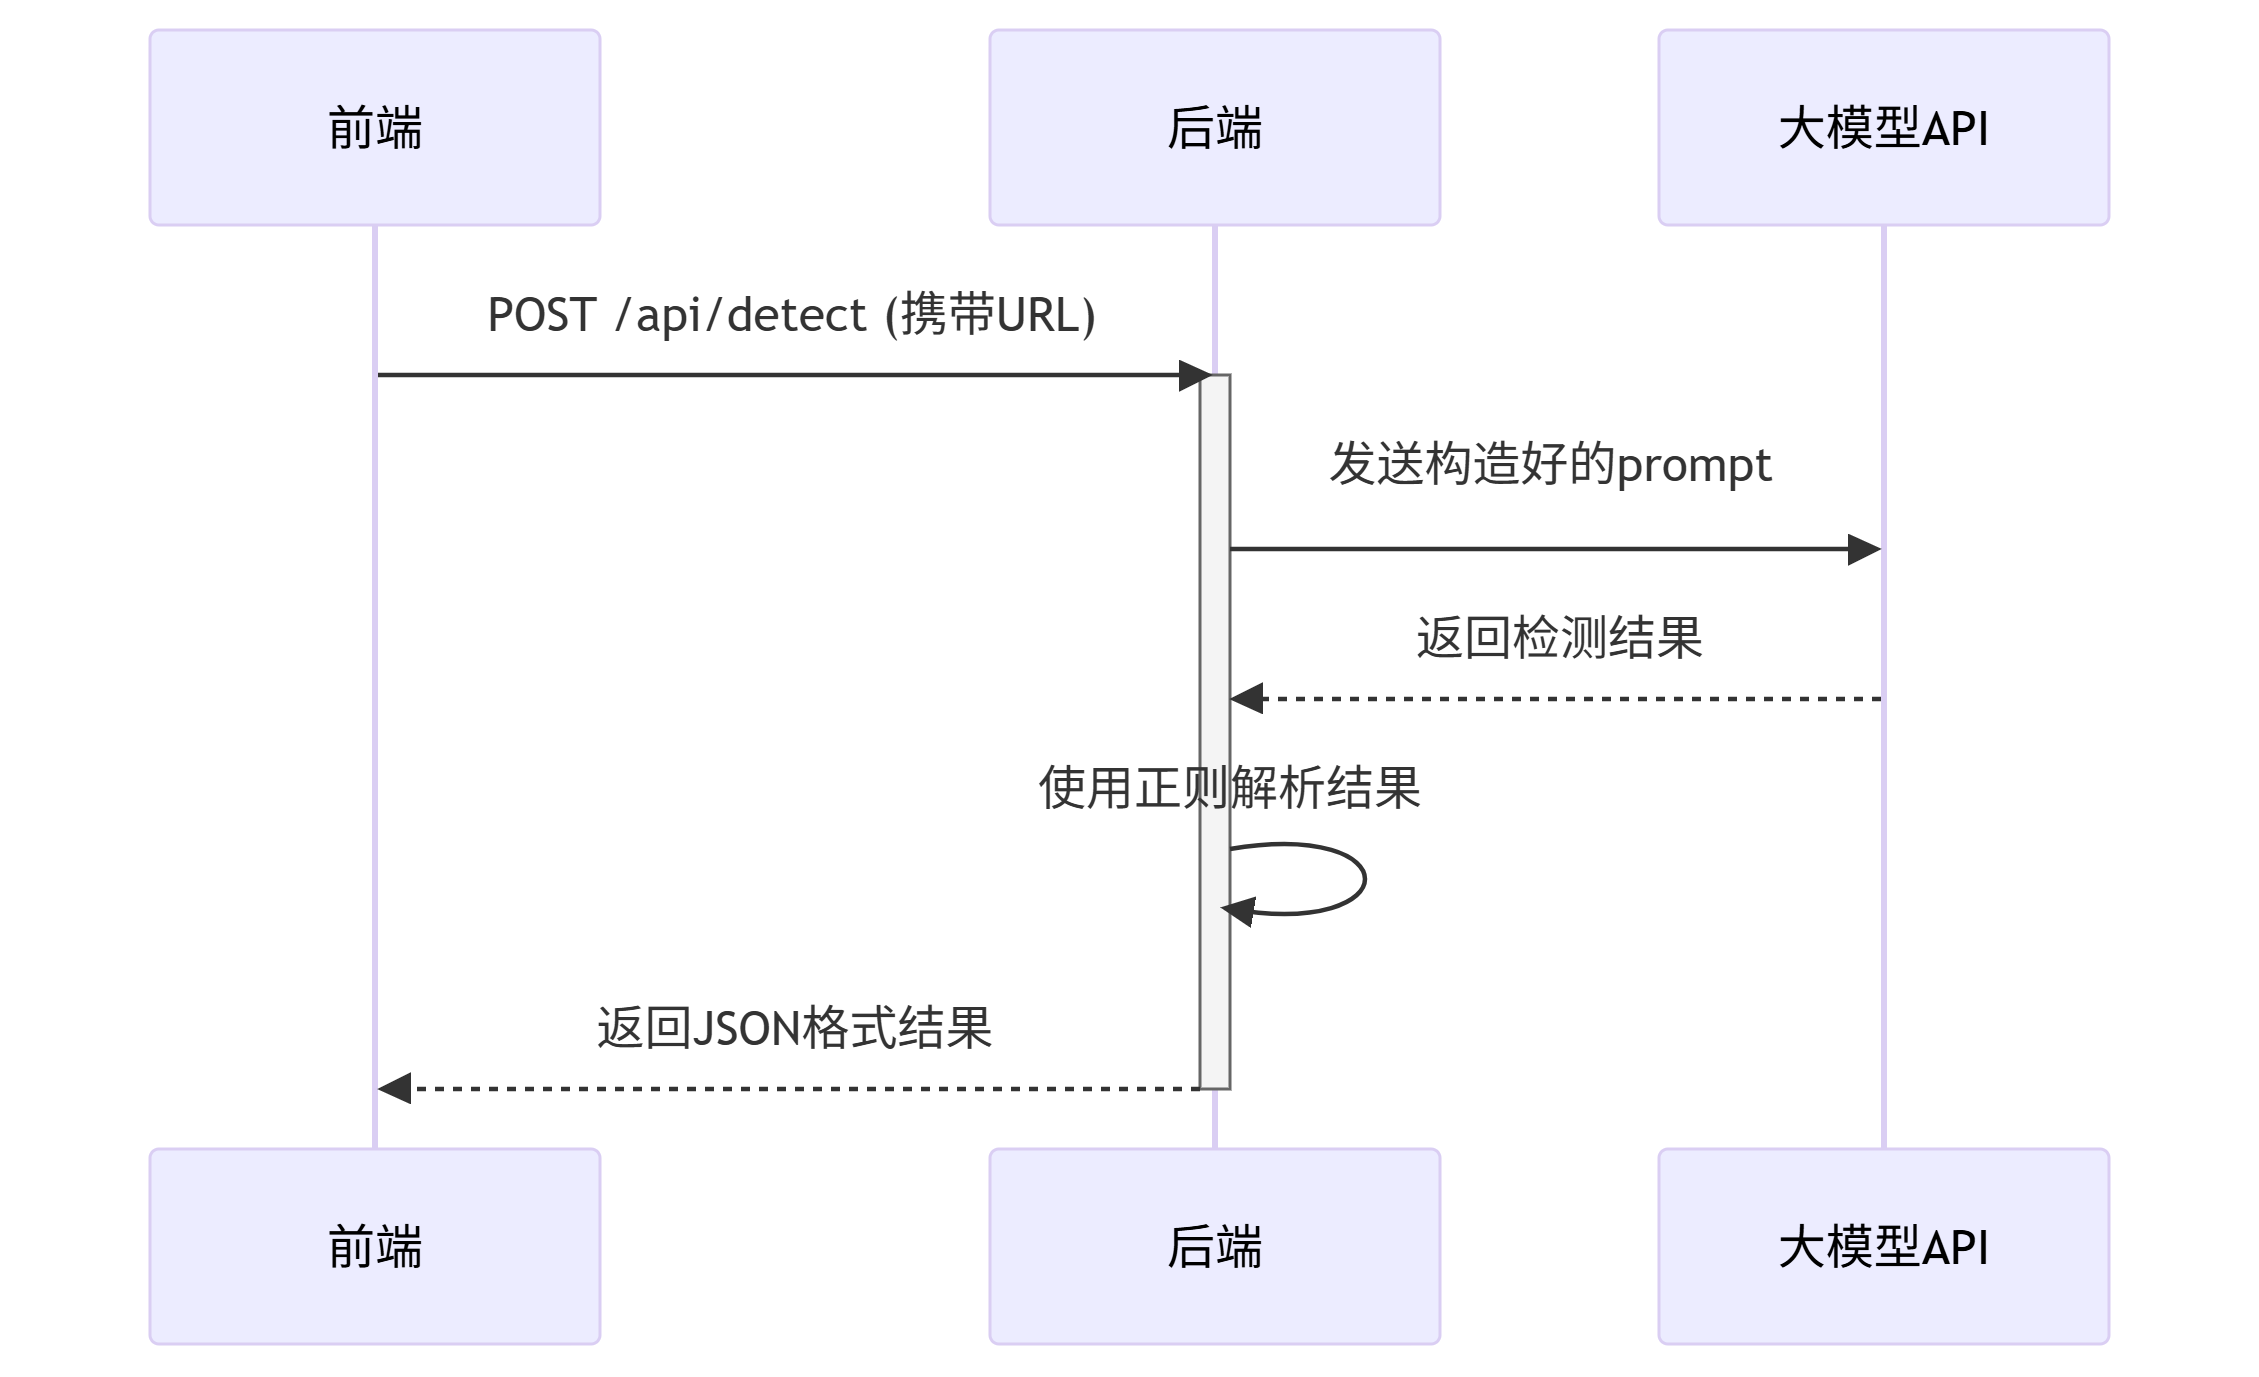 前端
后端
大模型API
POST /api/detect (携带URL)
发送构造好的prompt
返回检测结果
使用正则解析结果
返回JSON格式结果
前端
后端
大模型API